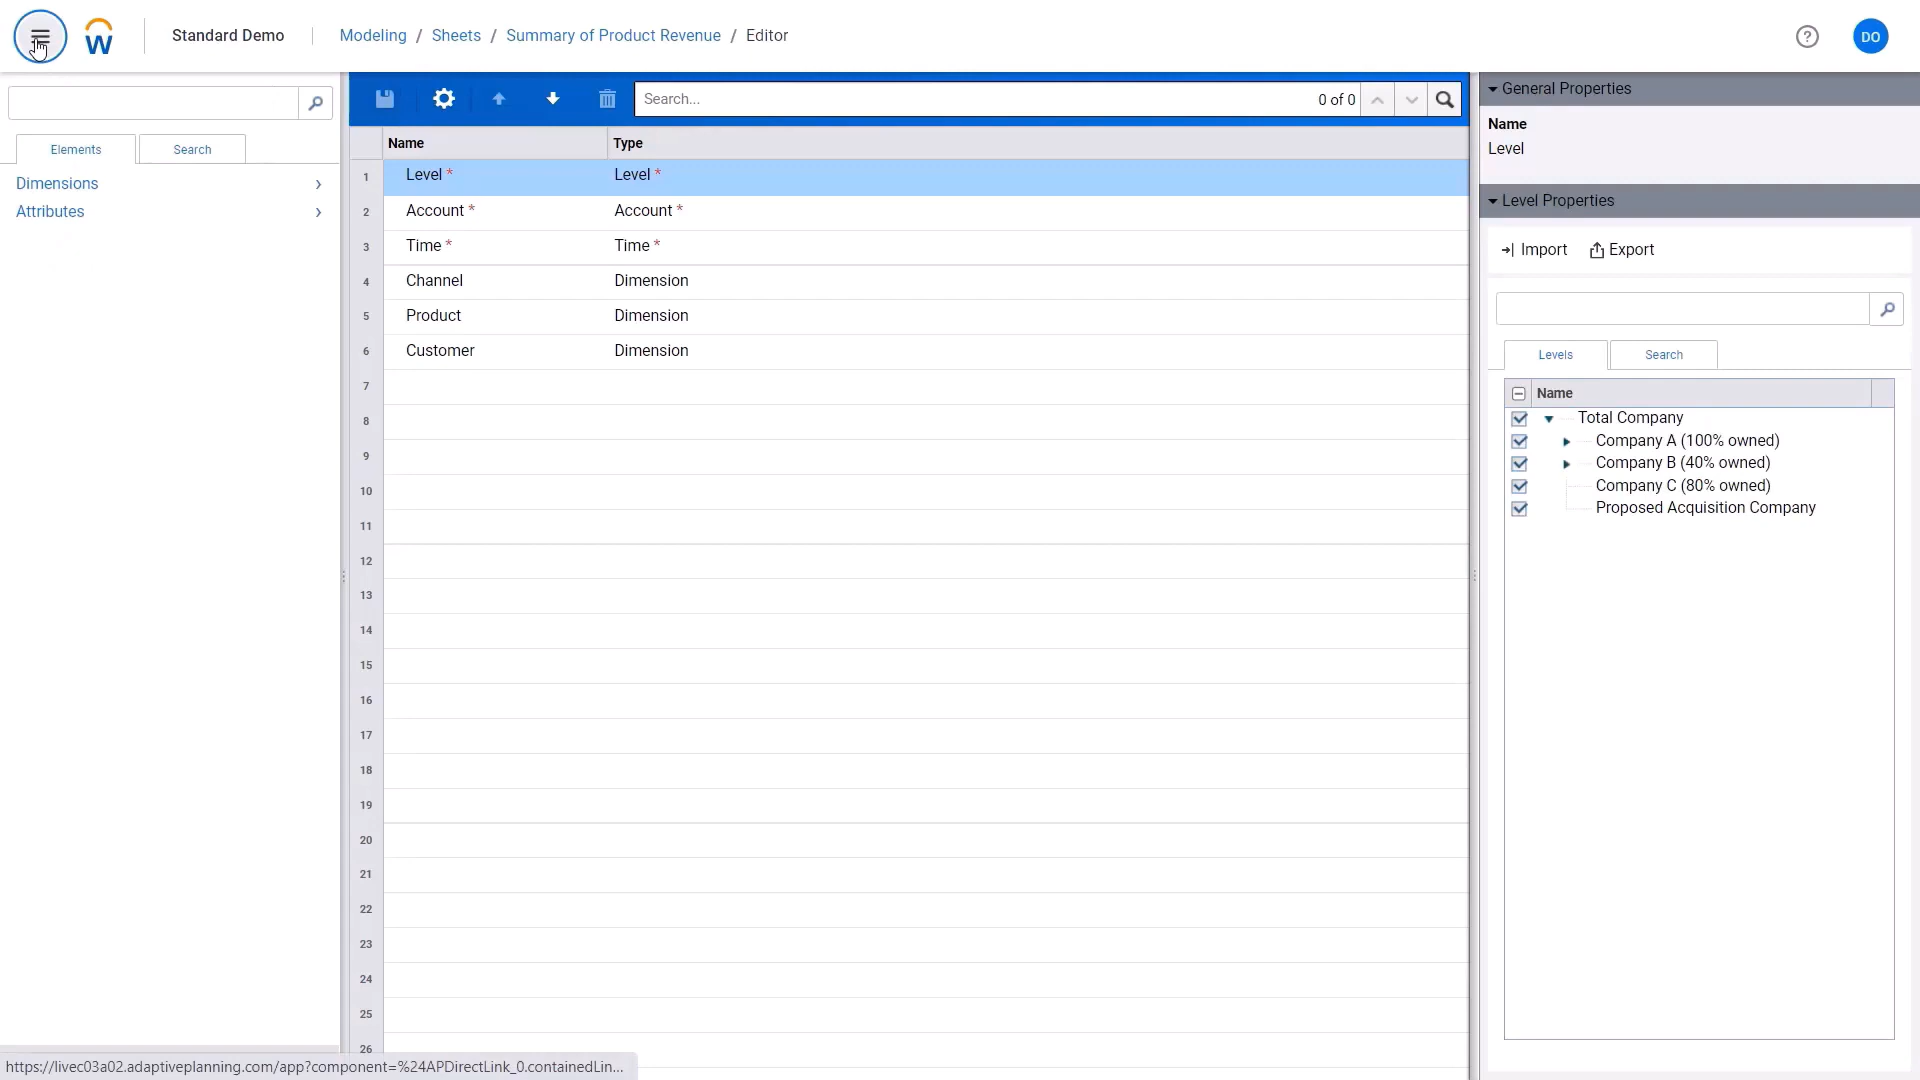 Standard Demo
Modeling / Sheets / Summary of Product Revenue / Editor
?
DO
Elements
Search
Dimensions
Attributes
Search...
0 of 0
Name Type
1 Level * Level *
2 Account * Account *
3 Time * Time *
4 Channel Dimension
5 Product Dimension
6 Customer Dimension
7
8
9
10
11
12
13
14
15
16
17
18
19
20
21
22
23
24
25
26
General Properties
Name
Level
Level Properties
Import Export
Levels
Search
Name
Total Company
Company A (100% owned)
Company B (40% owned)
Company C (80% owned)
Proposed Acquisition Company
https://livec03a02.adaptiveplanning.com/app?component=%24APDirectLink_0.containedLin...